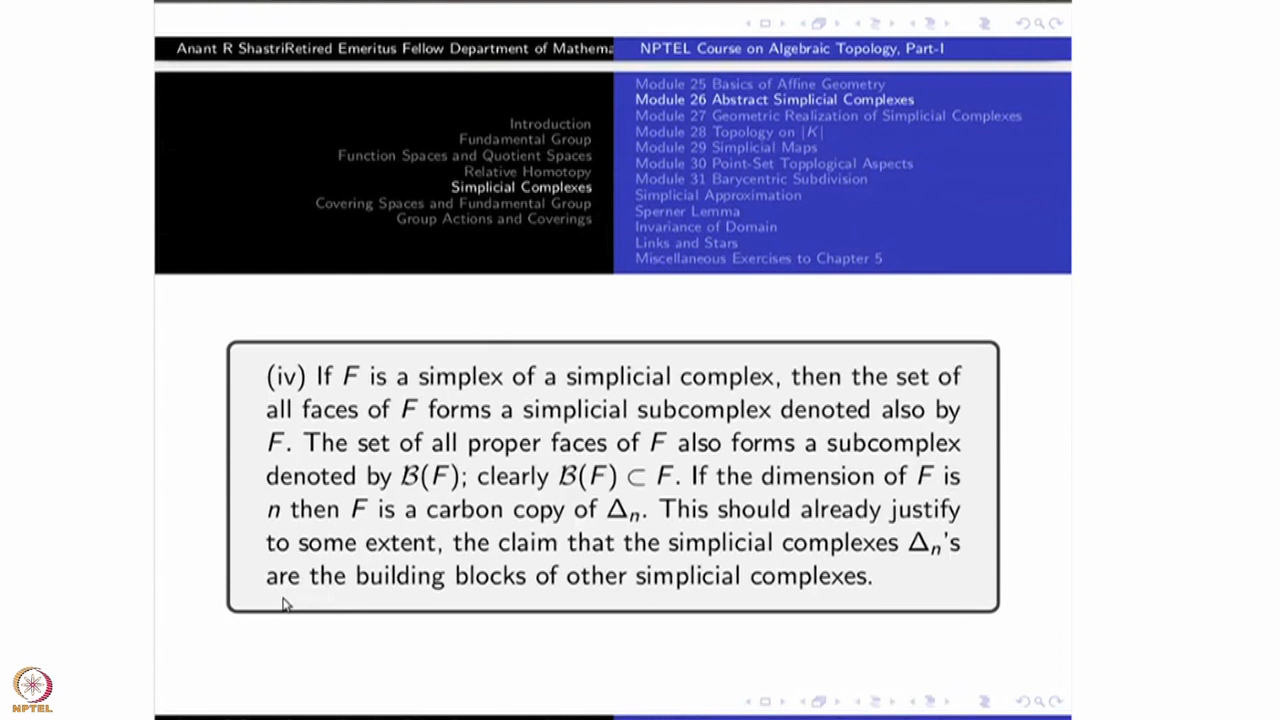 Anant R ShastriRetired Emeritus Fellow Department of Mathema
NPTEL Course on Algebraic Topology, Part-I
Introduction
Fundamental Group
Function Spaces and Quotient Spaces
Relative Homotopy
Simplicial Complexes
Covering Spaces and Fundamental Group
Group Actions and Coverings
Module 25 Basics of Affine Geometry
Module 26 Abstract Simplicial Complexes
Module 27 Geometric Realization of Simplicial Complexes
Module 28 Topology on |K|
Module 29 Simplicial Maps
Module 30 Point-Set Topplogical Aspects
Module 31 Barycentric Subdivision
Simplicial Approximation
Sperner Lemma
Invariance of Domain
Links and Stars
Miscellaneous Exercises to Chapter 5
(iv) If F is a simplex of a simplicial complex, then the set of
all faces of F forms a simplicial subcomplex denoted also by
F. The set of all proper faces of F also forms a subcomplex
denoted by ℬ(F); clearly ℬ(F) ⊂ F. If the dimension of F is
n then F is a carbon copy of Δₙ. This should already justify
to some extent, the claim that the simplicial complexes Δₙ's
are the building blocks of other simplicial complexes.
NPTEL